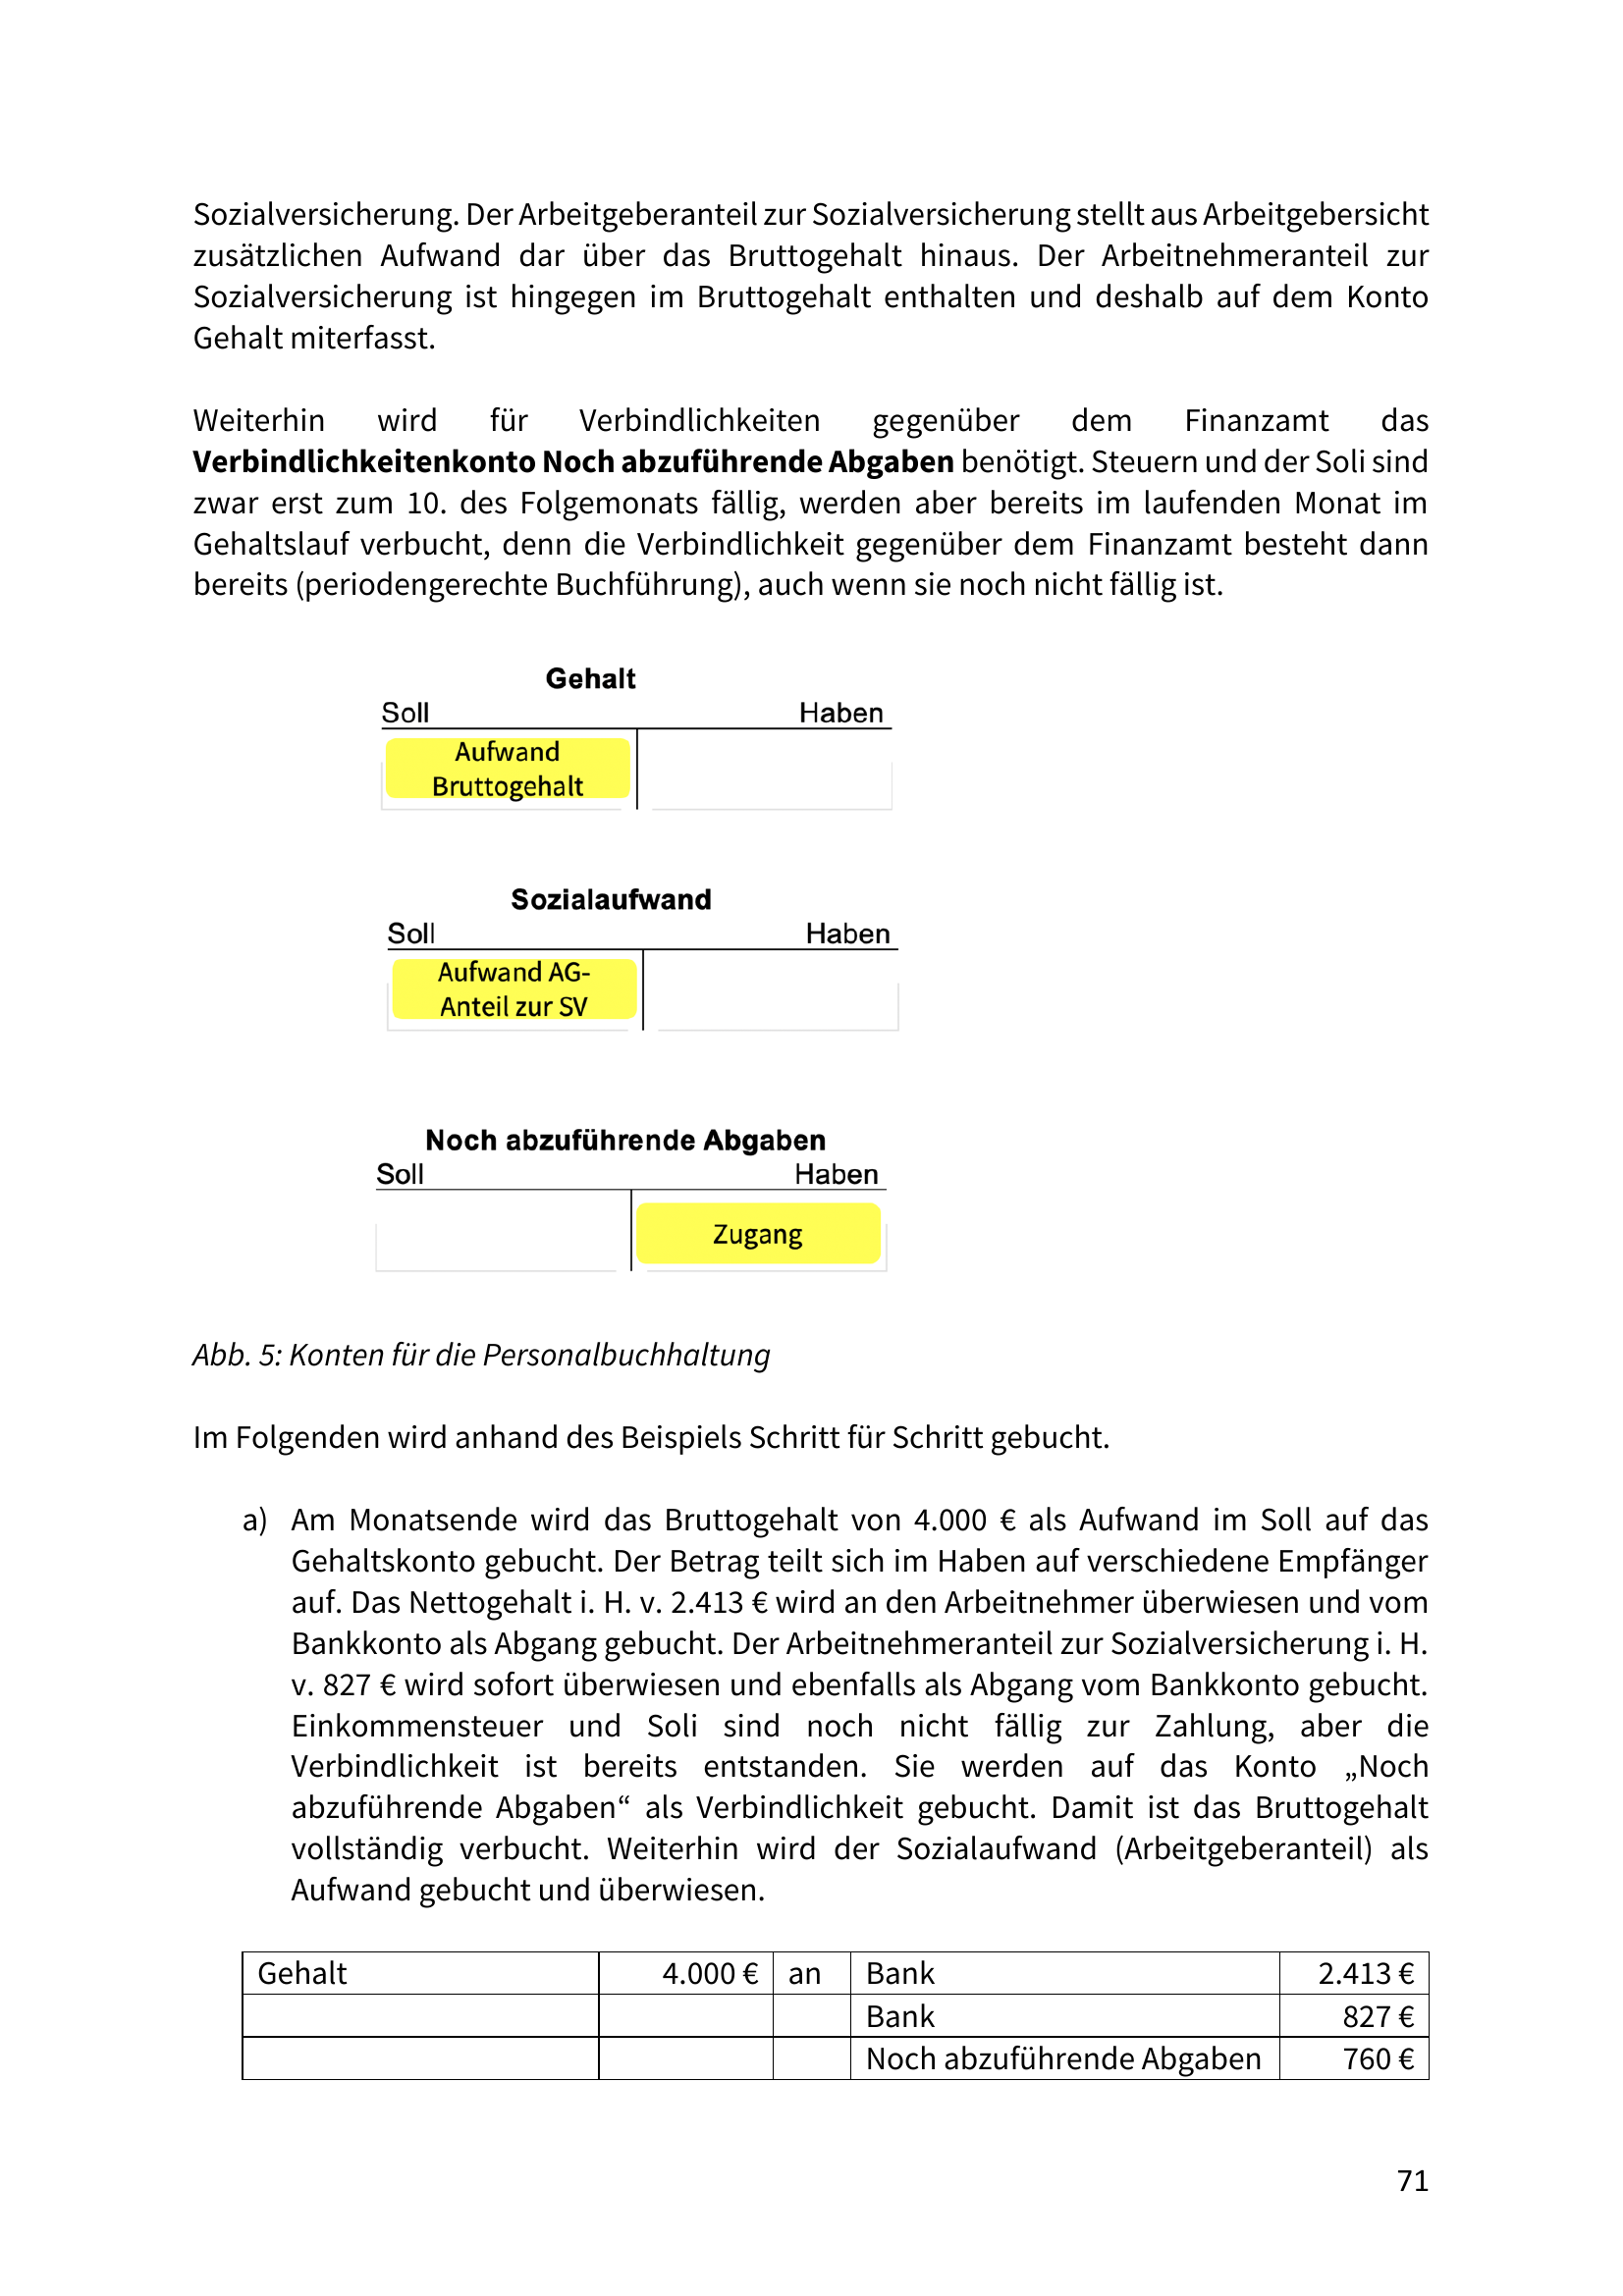 Sozialversicherung. Der Arbeitgeberanteil zur Sozialversicherung stellt aus Arbeitgebersicht
zusätzlichen Aufwand dar über das Bruttogehalt hinaus. Der Arbeitnehmeranteil zur
Sozialversicherung ist hingegen im Bruttogehalt enthalten und deshalb auf dem Konto
Gehalt miterfasst.
Weiterhin wird für Verbindlichkeiten gegenüber dem Finanzamt das
Verbindlichkeitenkonto Noch abzuführende Abgaben benötigt. Steuern und der Soli sind
zwar erst zum 10. des Folgemonats fällig, werden aber bereits im laufenden Monat im
Gehaltslauf verbucht, denn die Verbindlichkeit gegenüber dem Finanzamt besteht dann
bereits (periodengerechte Buchführung), auch wenn sie noch nicht fällig ist.
Gehalt
Soll Haben
Aufwand
Bruttogehalt
Sozialaufwand
Soll Haben
Aufwand AG-
Anteil zur SV
Noch abzuführende Abgaben
Soll Haben
Zugang
Abb. 5: Konten für die Personalbuchhaltung
Im Folgenden wird anhand des Beispiels Schritt für Schritt gebucht.
a) Am Monatsende wird das Bruttogehalt von 4.000 € als Aufwand im Soll auf das
Gehaltskonto gebucht. Der Betrag teilt sich im Haben auf verschiedene Empfänger
auf. Das Nettogehalt i. H. v. 2.413 € wird an den Arbeitnehmer überwiesen und vom
Bankkonto als Abgang gebucht. Der Arbeitnehmeranteil zur Sozialversicherung i. H.
v. 827 € wird sofort überwiesen und ebenfalls als Abgang vom Bankkonto gebucht.
Einkommensteuer und Soli sind noch nicht fällig zur Zahlung, aber die
Verbindlichkeit ist bereits entstanden. Sie werden auf das Konto „Noch
abzuführende Abgaben“ als Verbindlichkeit gebucht. Damit ist das Bruttogehalt
vollständig verbucht. Weiterhin wird der Sozialaufwand (Arbeitgeberanteil) als
Aufwand gebucht und überwiesen.
Gehalt 4.000 € an Bank 2.413 €
Bank 827 €
Noch abzuführende Abgaben 760 €
71